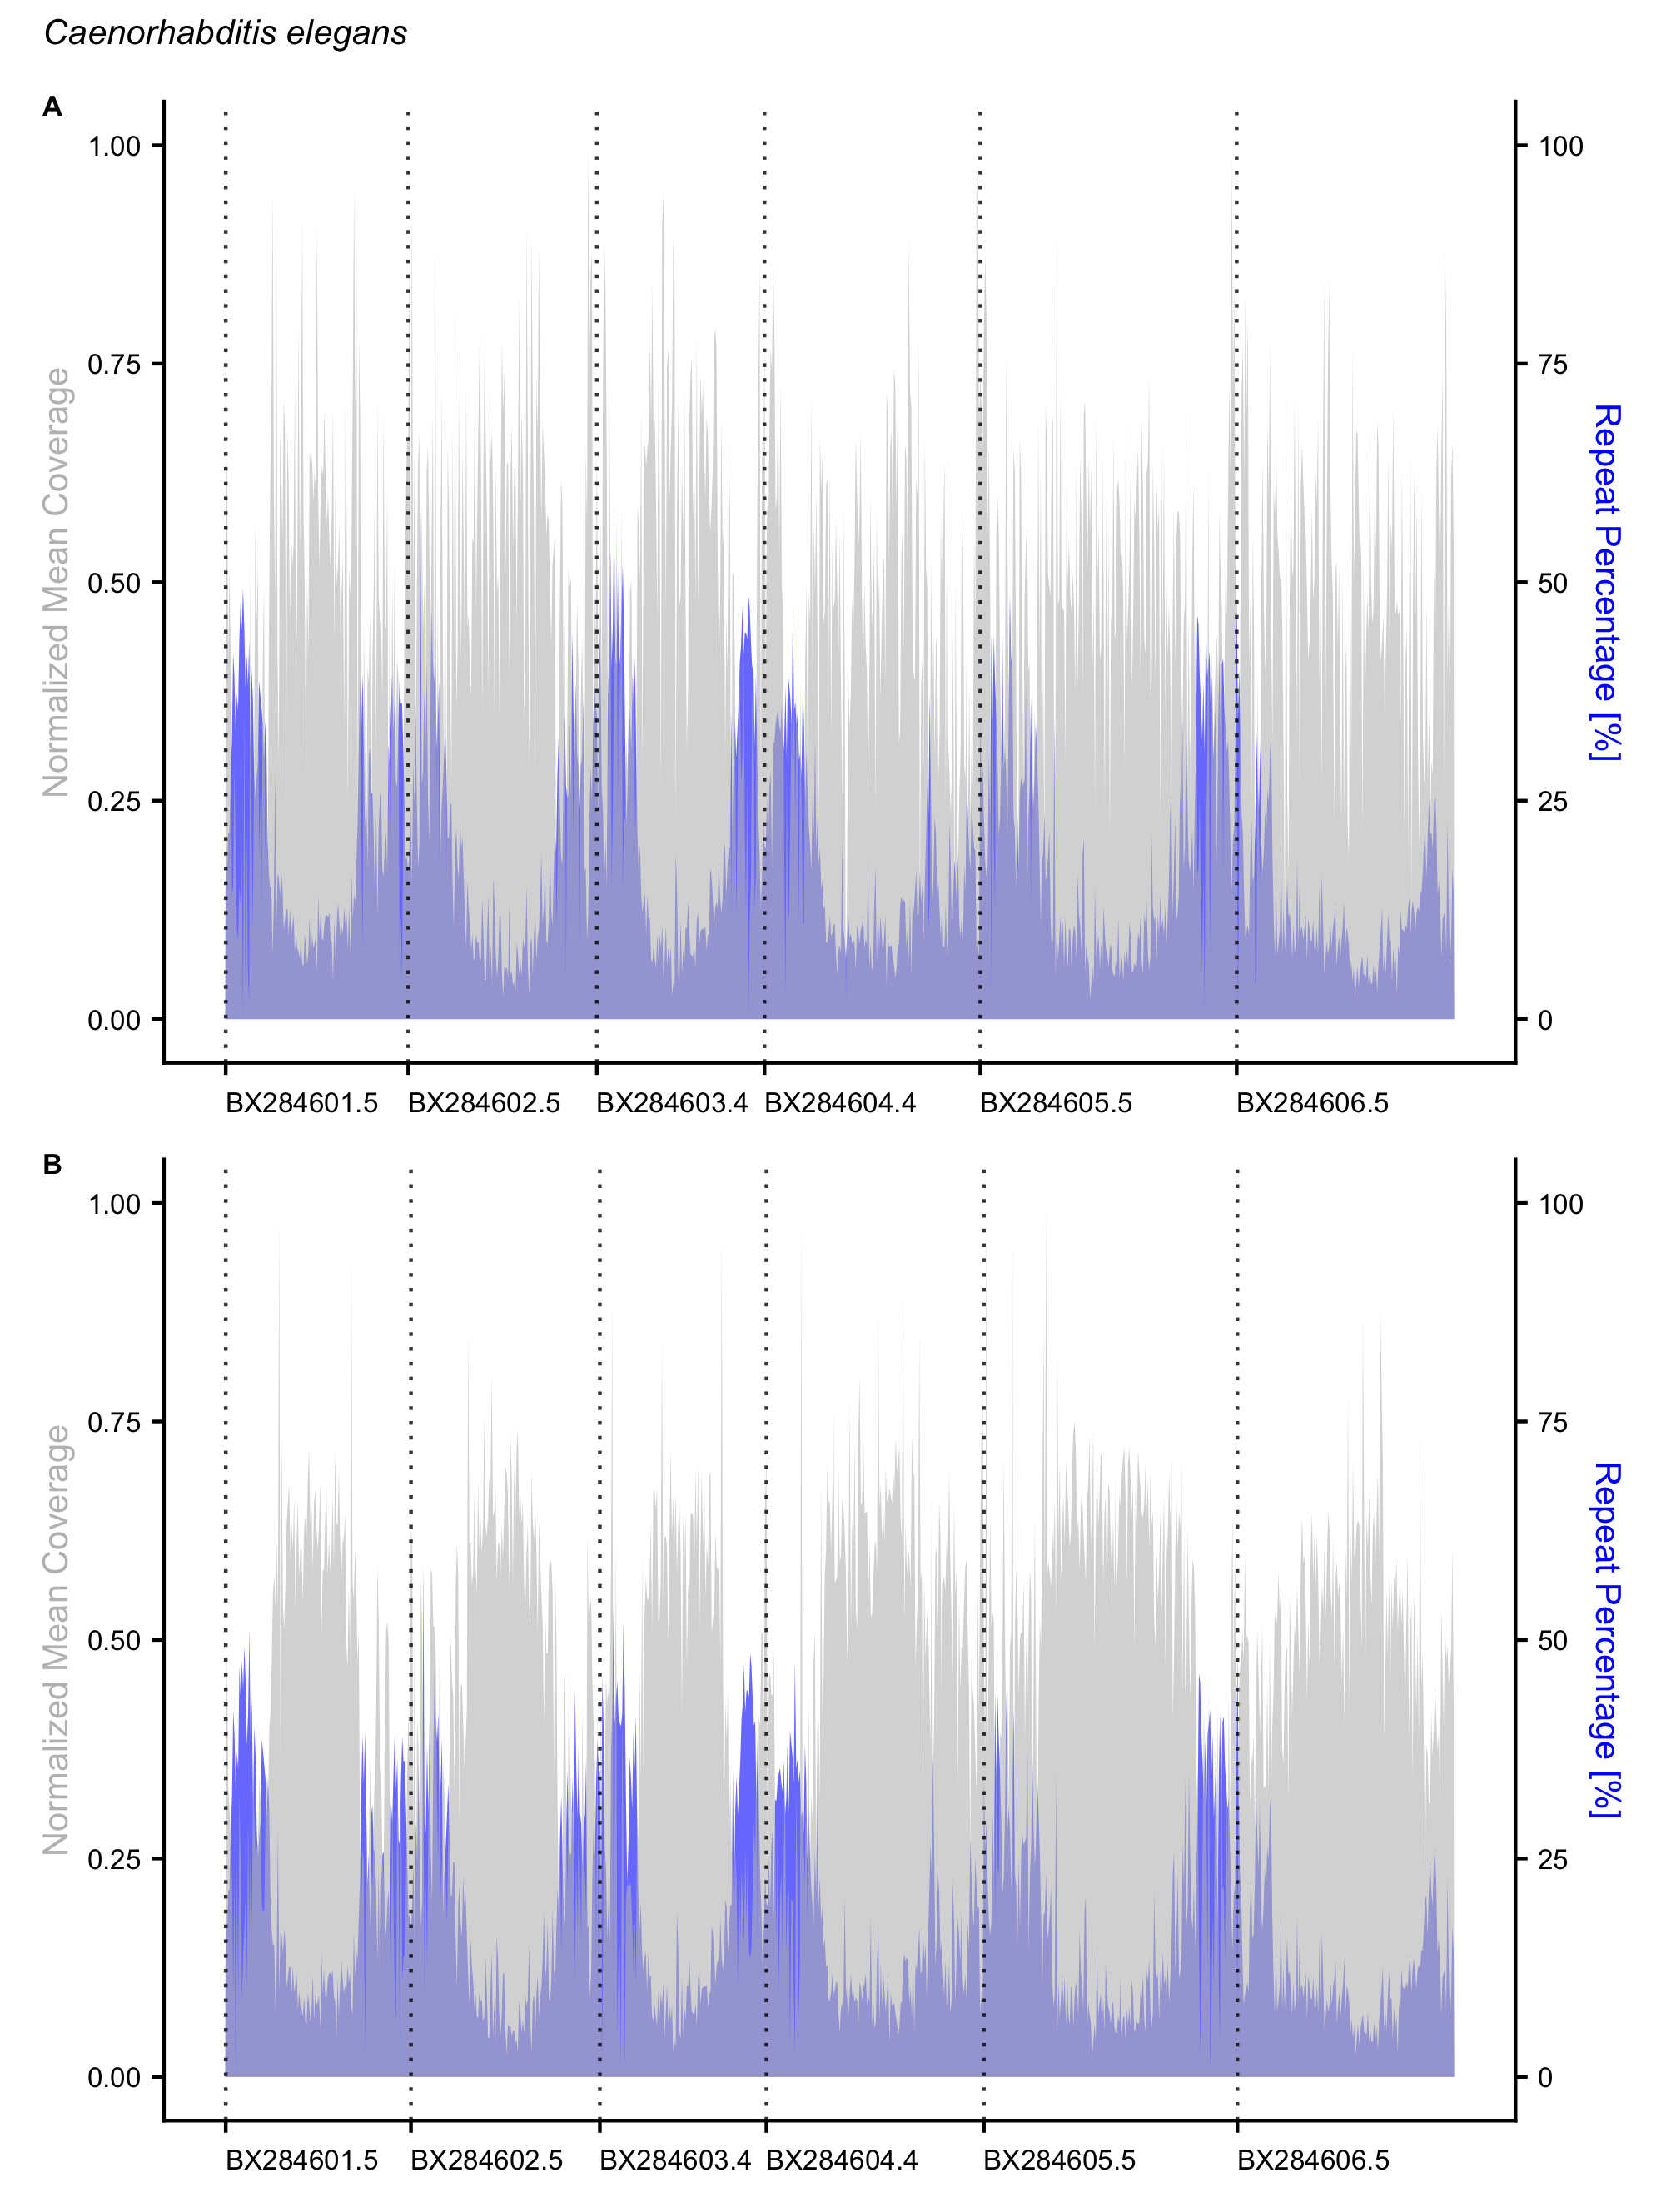 Caenorhabditis elegans
A
1.00
0.75
0.50
0.25
0.00
Normalized Mean Coverage
100
75
50
25
0
Repeat Percentage [%]
BX284601.5 BX284602.5 BX284603.4 BX284604.4 BX284605.5 BX284606.5
B
1.00
0.75
0.50
0.25
0.00
Normalized Mean Coverage
100
75
50
25
0
Repeat Percentage [%]
BX284601.5 BX284602.5 BX284603.4 BX284604.4 BX284605.5 BX284606.5